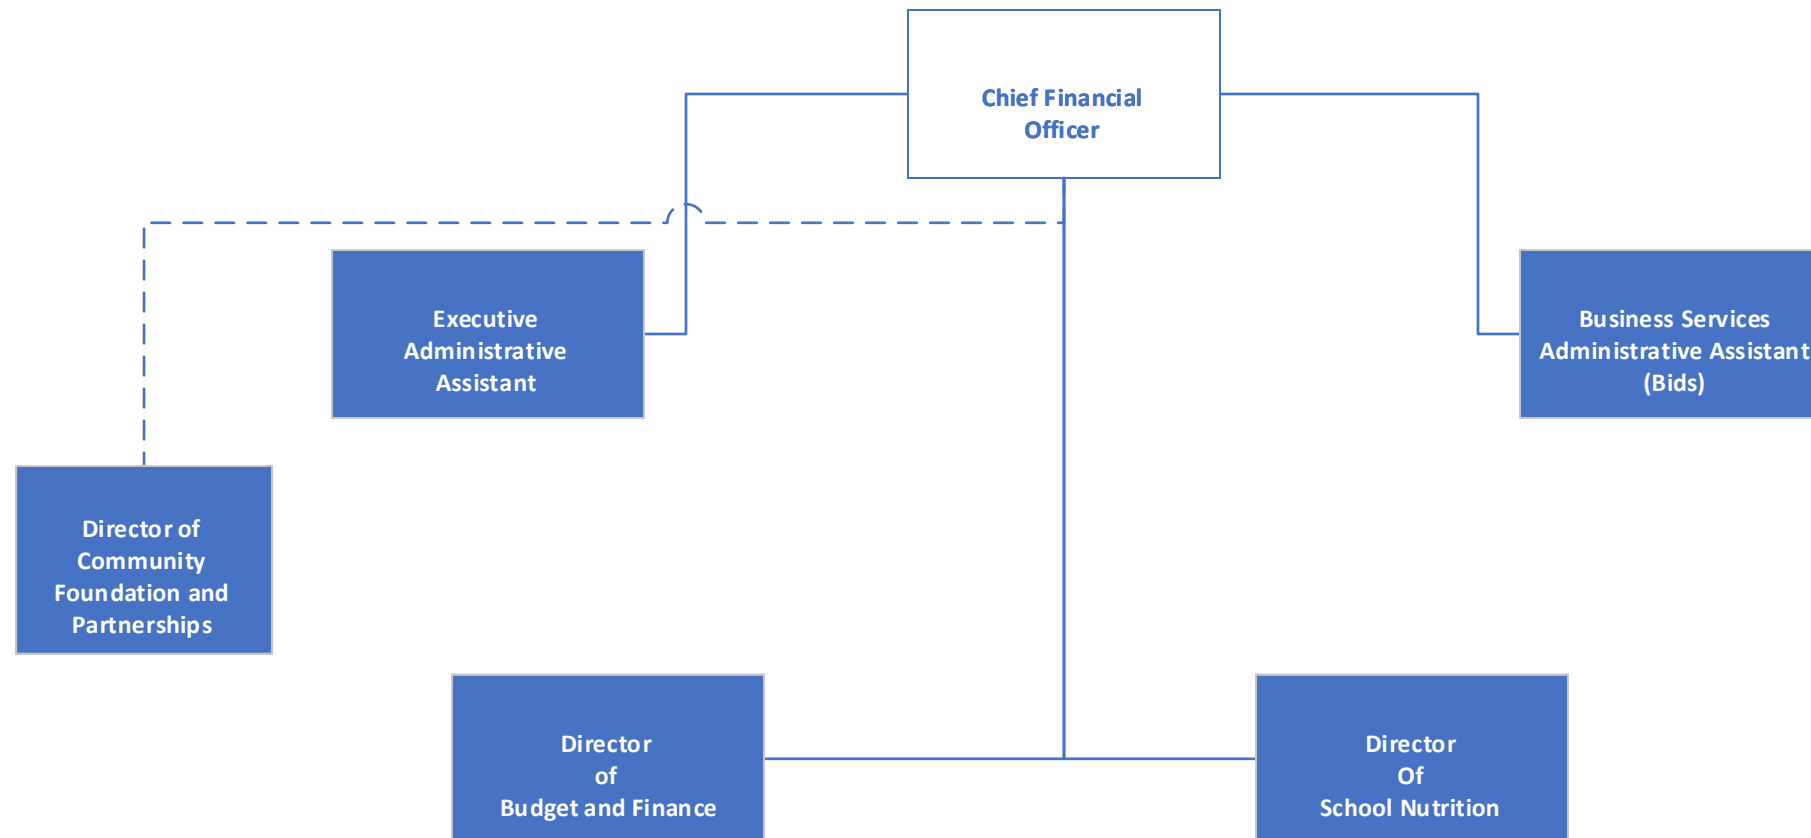 Chief Financial
Officer
Executive
Administrative
Assistant
Business Services
Administrative Assistant
(Bids)
Director of
Community
Foundation and
Partnerships
Director
of
Budget and Finance
Director
Of
School Nutrition